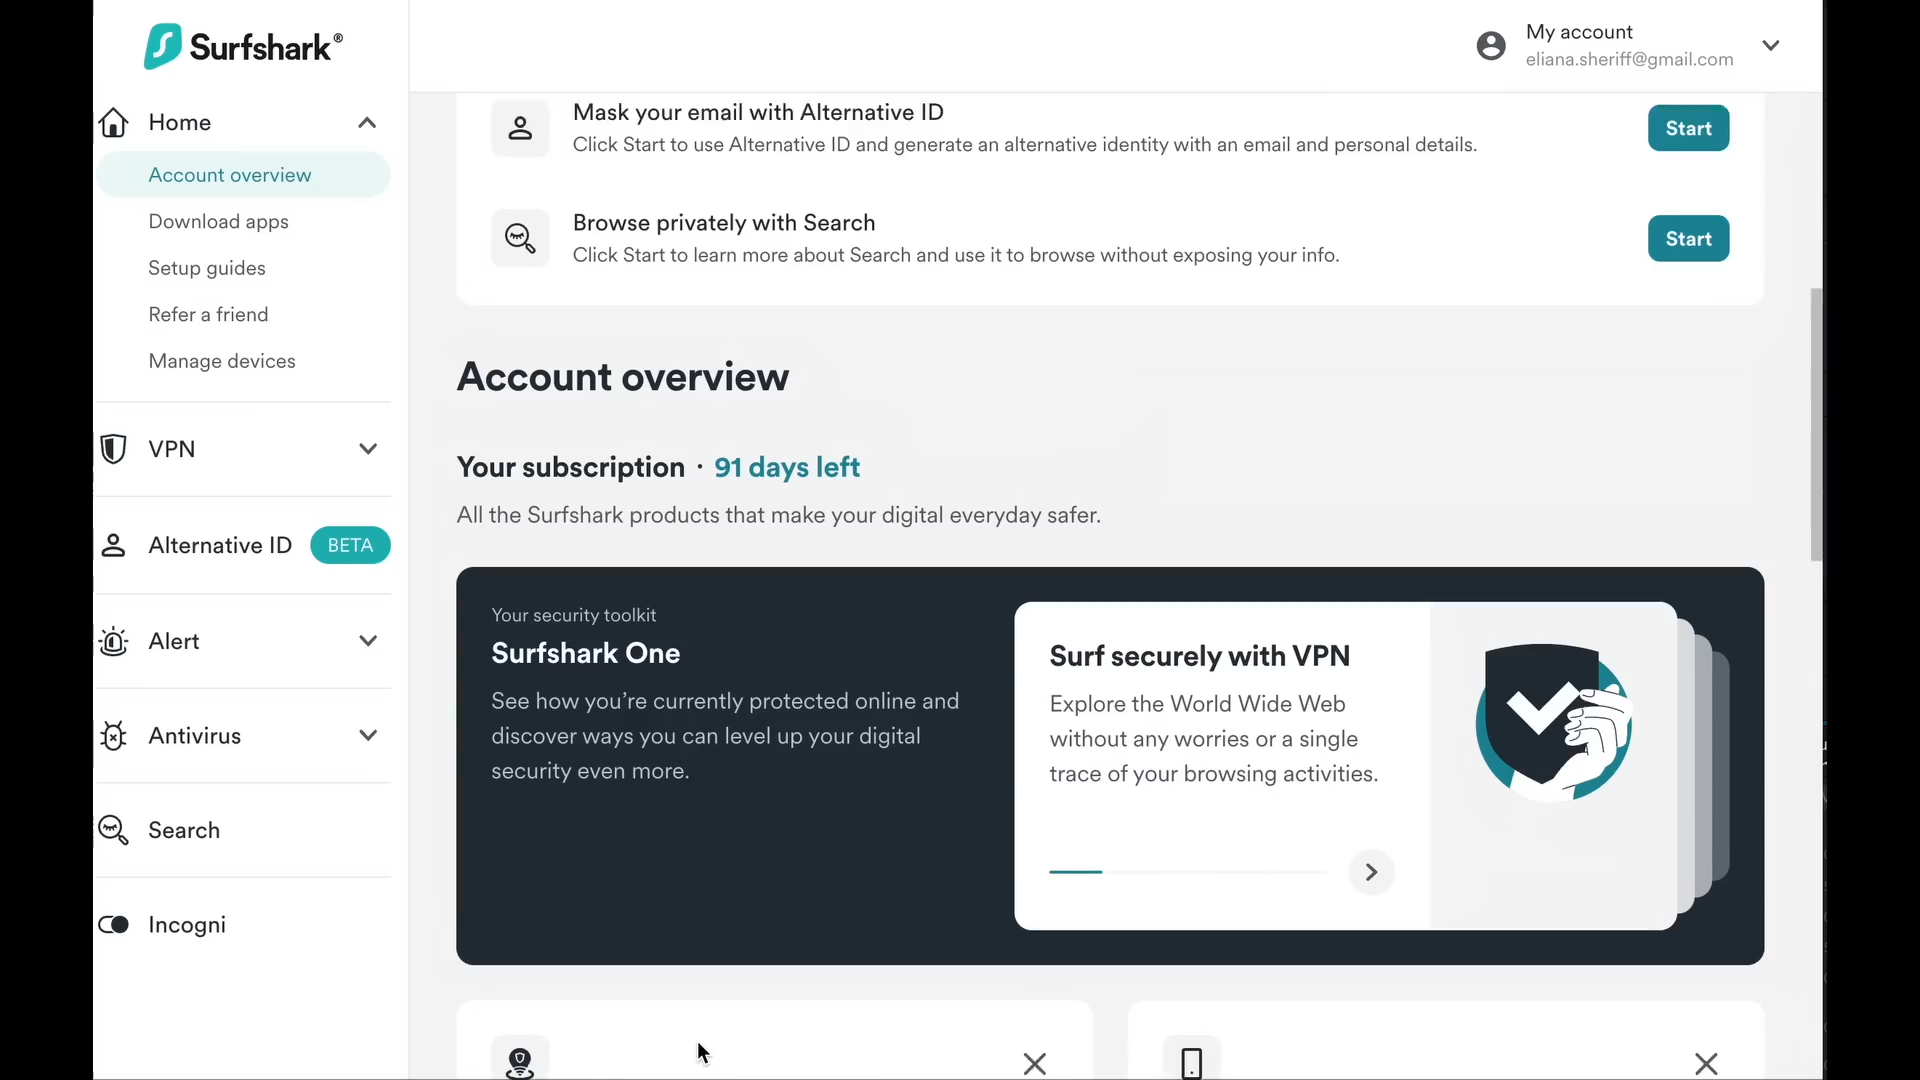 Surfshark®
My account
eliana.sheriff@gmail.com
Home
Account overview
Download apps
Setup guides
Refer a friend
Manage devices
VPN
Alternative ID BETA
Alert
Antivirus
Search
Incogni
Mask your email with Alternative ID
Click Start to use Alternative ID and generate an alternative identity with an email and personal details.
Start
Browse privately with Search
Click Start to learn more about Search and use it to browse without exposing your info.
Start
Account overview
Your subscription · 91 days left
All the Surfshark products that make your digital everyday safer.
Your security toolkit
Surfshark One
See how you’re currently protected online and
discover ways you can level up your digital
security even more.
Surf securely with VPN
Explore the World Wide Web
without any worries or a single
trace of your browsing activities.